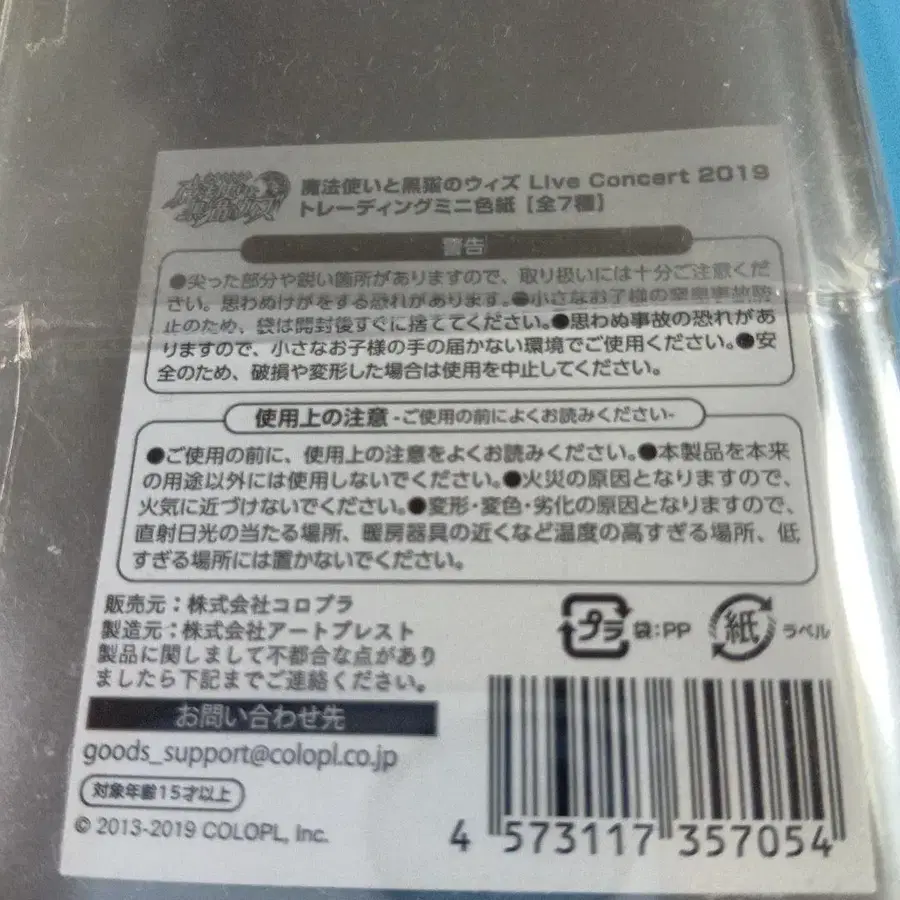 魔法使いと黒猫のウィズ Live Concert 2019
トレーディングミニ色紙【全7種】
警告
●尖った部分や鋭い箇所がありますので、取り扱いには十分ご注意くだ
さい。思わぬけがをする恐れがあります。●小さなお子様の窒息事故防
止のため、袋は開封後すぐに捨ててください。●思わぬ事故の恐れがあ
りますので、小さなお子様の手の届かない環境でご使用ください。●安
全のため、破損や変形した場合は使用を中止してください。
使用上の注意 -ご使用の前によくお読みください-
●ご使用の前に、使用上の注意をよくお読みください。●本製品を本来
の用途以外には使用しないでください。●火災の原因となりますので、
火気に近づけないでください。●変形・変色・劣化の原因となりますので、
直射日光の当たる場所、暖房器具の近くなど温度の高すぎる場所、低
すぎる場所には置かないでください。
販売元：株式会社コロプラ
製造元：株式会社アートプレスト
製品に関しまして不都合な点があり
ましたら下記までご連絡ください。
お問い合わせ先
goods_support@colopl.co.jp
対象年齢15才以上
© 2013-2019 COLOPL, Inc.
プラ 袋：PP
紙 ラベル
4 573117 357054